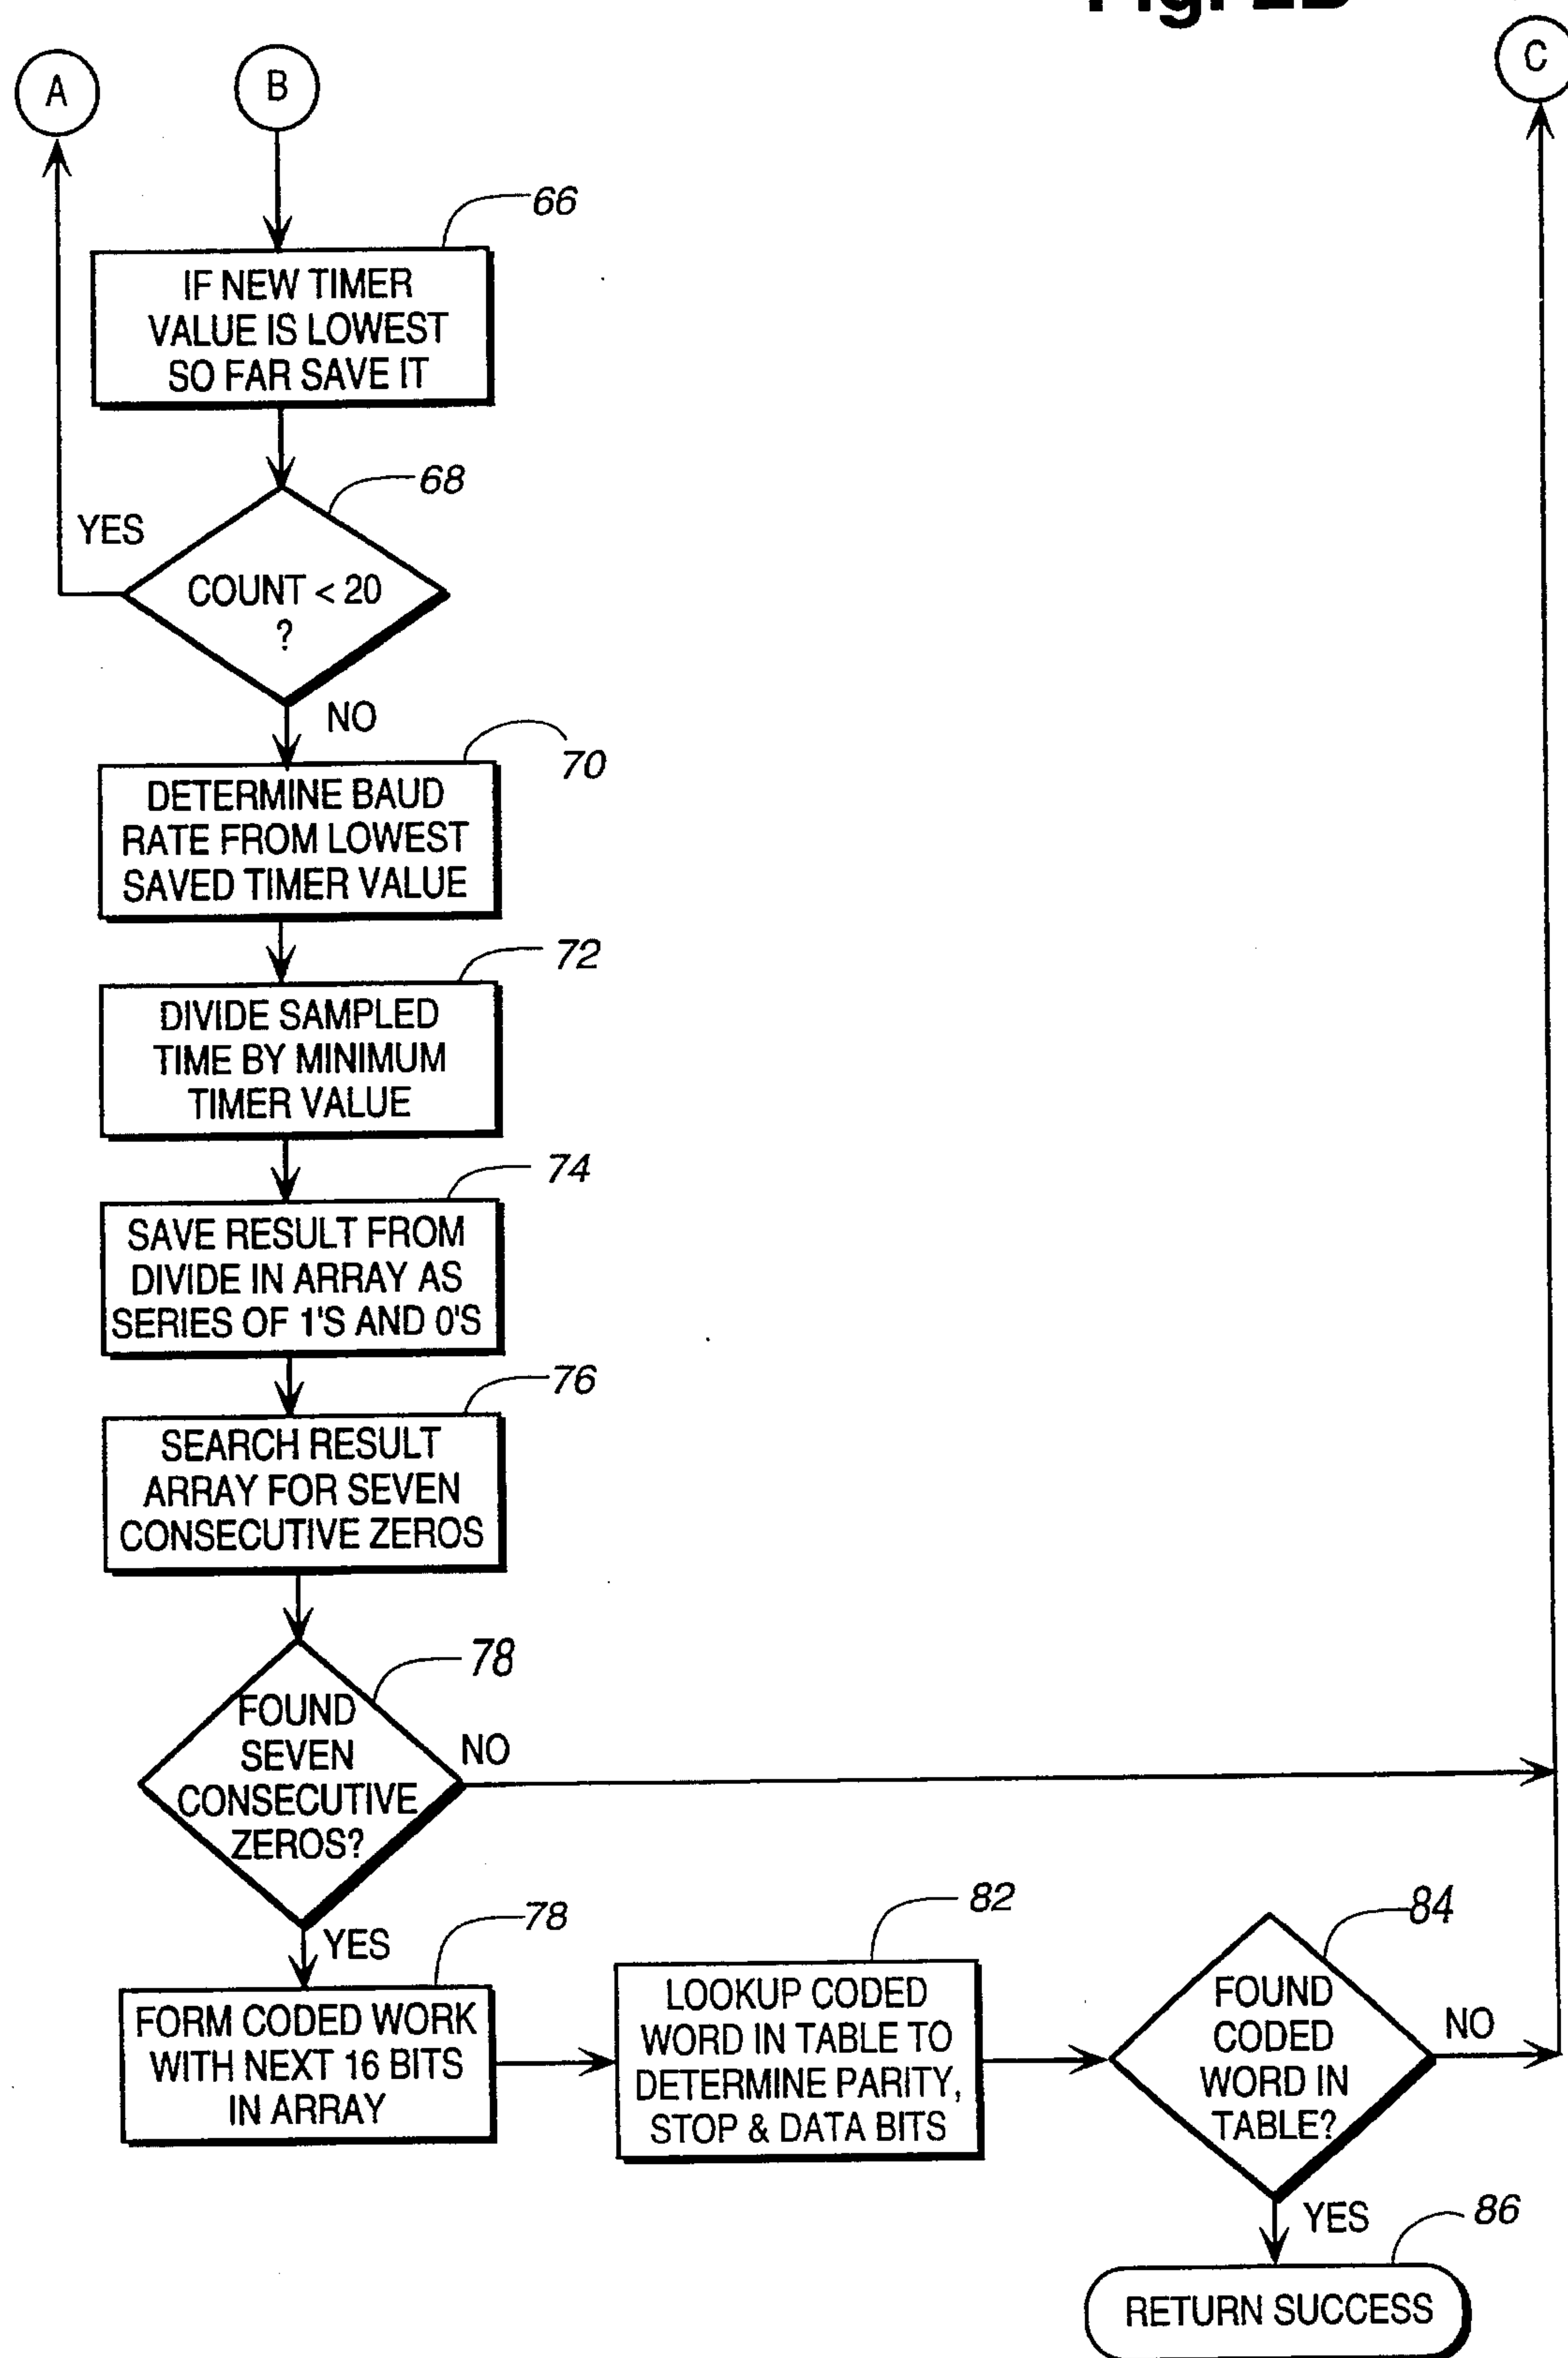 A
B
C
66
IF NEW TIMER
VALUE IS LOWEST
SO FAR SAVE IT
68
YES
COUNT < 20
?
NO
70
DETERMINE BAUD
RATE FROM LOWEST
SAVED TIMER VALUE
72
DIVIDE SAMPLED
TIME BY MINIMUM
TIMER VALUE
74
SAVE RESULT FROM
DIVIDE IN ARRAY AS
SERIES OF 1'S AND 0'S
76
SEARCH RESULT
ARRAY FOR SEVEN
CONSECUTIVE ZEROS
78
FOUND
SEVEN
CONSECUTIVE
ZEROS?
NO
YES
78
FORM CODED WORK
WITH NEXT 16 BITS
IN ARRAY
82
LOOKUP CODED
WORD IN TABLE TO
DETERMINE PARITY,
STOP & DATA BITS
84
FOUND
CODED
WORD IN
TABLE?
NO
YES
86
RETURN SUCCESS